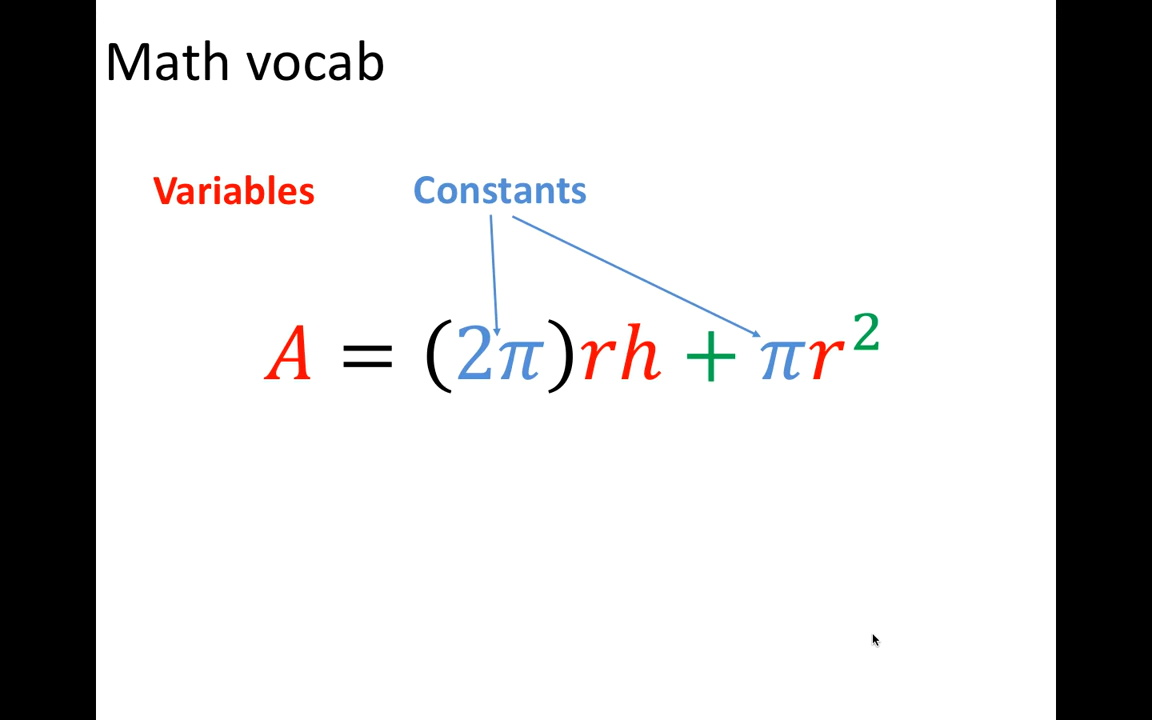 Math vocab
Variables Constants
A = (2π)rh + πr²